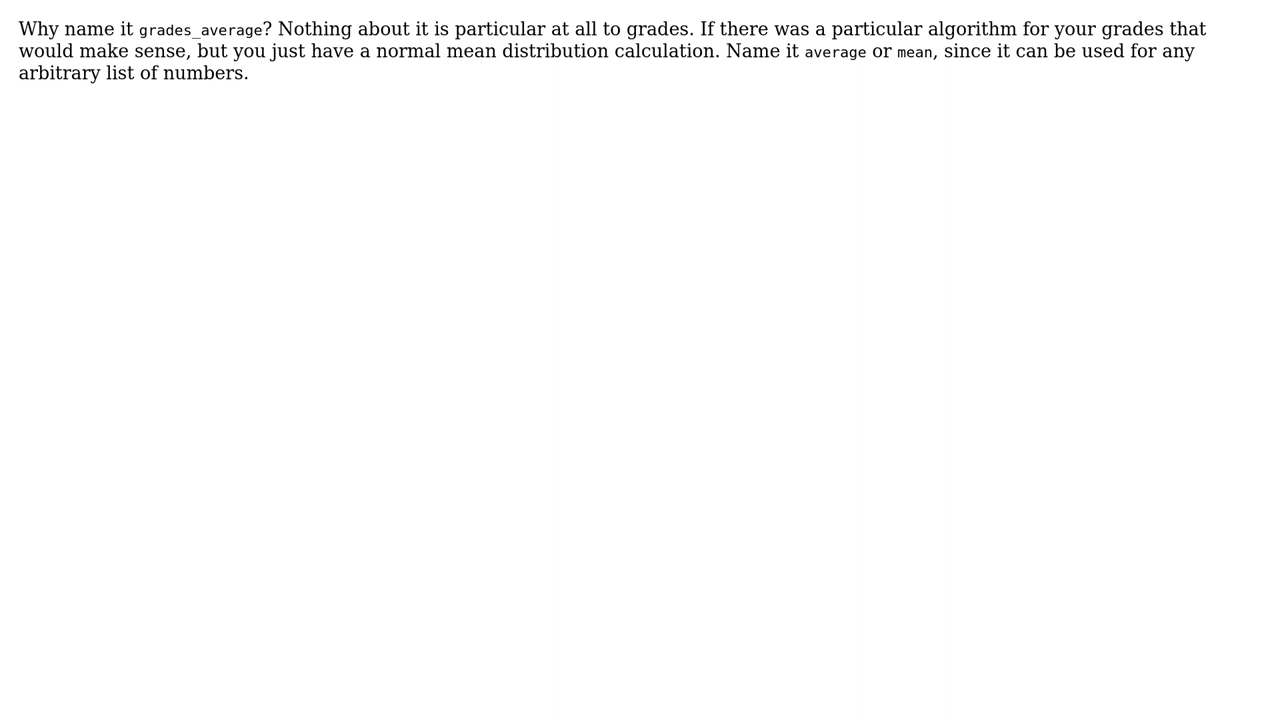 Why name it grades_average? Nothing about it is particular at all to grades. If there was a particular algorithm for your grades that
would make sense, but you just have a normal mean distribution calculation. Name it average or mean, since it can be used for any
arbitrary list of numbers.